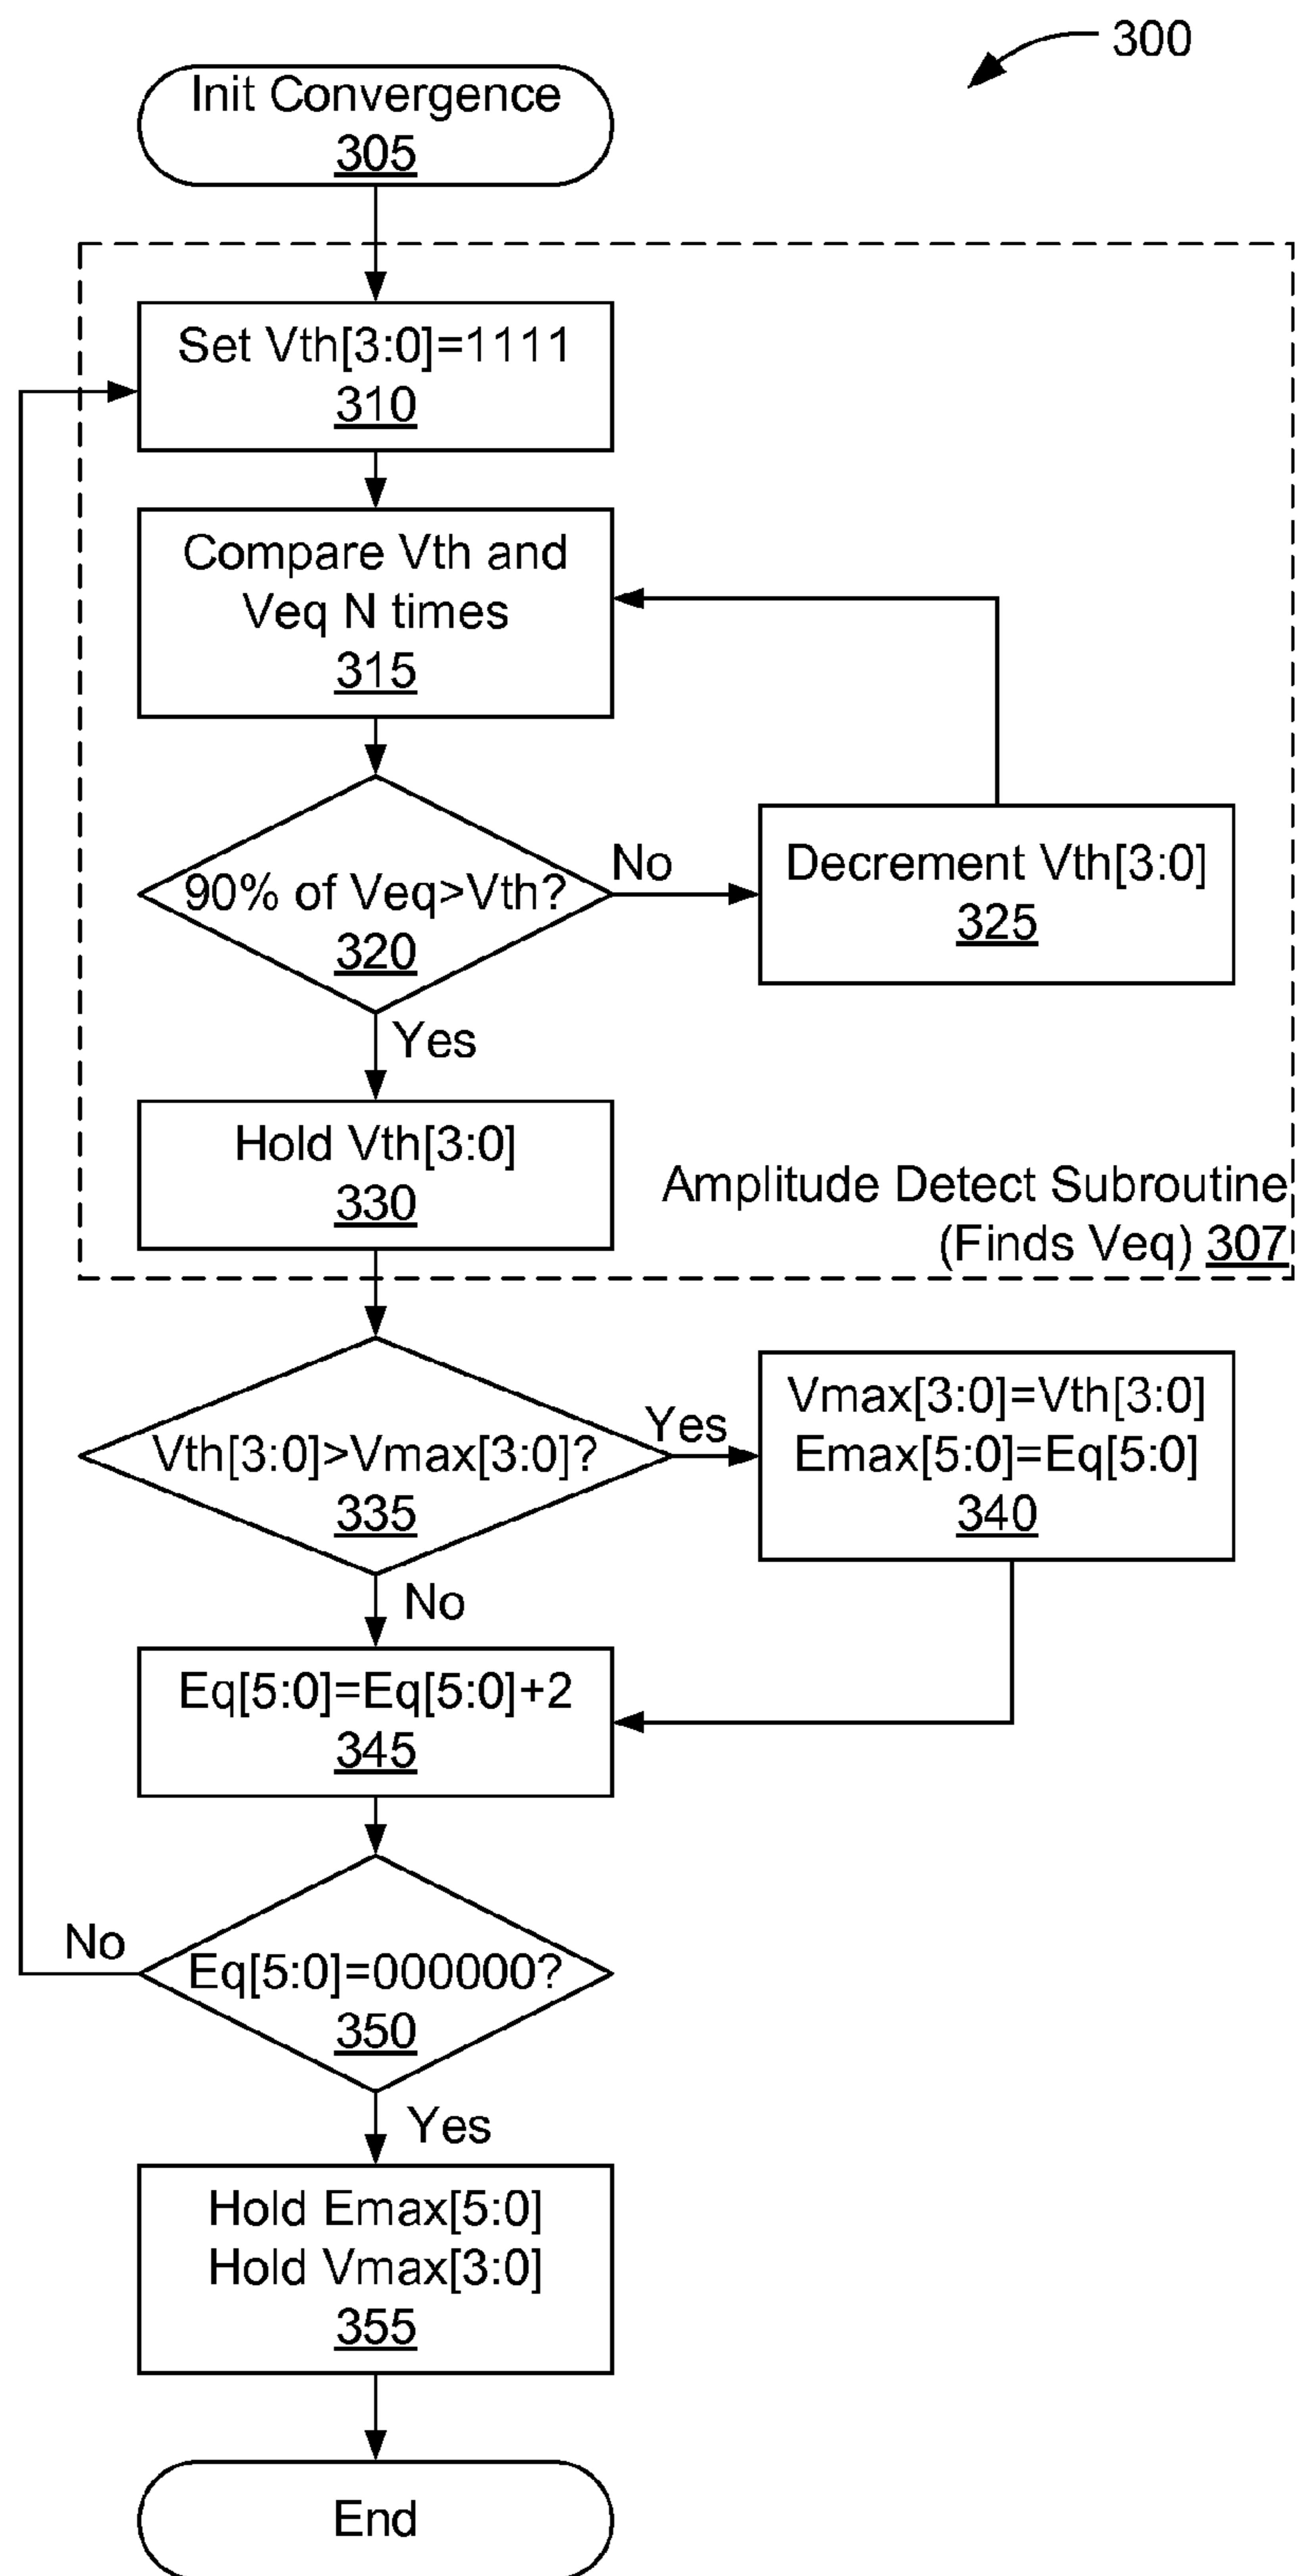 300
Init Convergence
305
Set Vth[3:0]=1111
310
Compare Vth and
Veq N times
315
90% of Veq>Vth?
320
No
Decrement Vth[3:0]
325
Yes
Hold Vth[3:0]
330
Amplitude Detect Subroutine
(Finds Veq) 307
Vth[3:0]>Vmax[3:0]?
335
Yes
Vmax[3:0]=Vth[3:0]
Emax[5:0]=Eq[5:0]
340
No
Eq[5:0]=Eq[5:0]+2
345
No
Eq[5:0]=000000?
350
Yes
Hold Emax[5:0]
Hold Vmax[3:0]
355
End